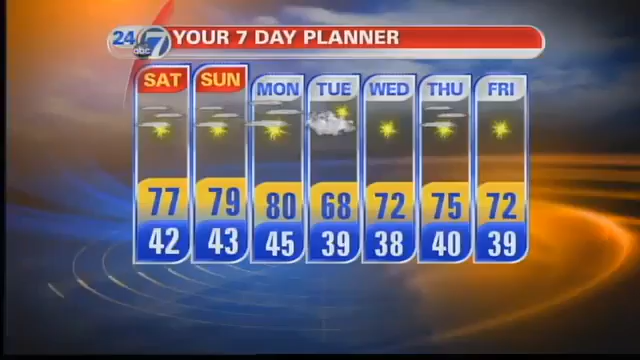 24 abc 7 YOUR 7 DAY PLANNER
SAT SUN MON TUE WED THU FRI
77 79 80 68 72 75 72
42 43 45 39 38 40 39